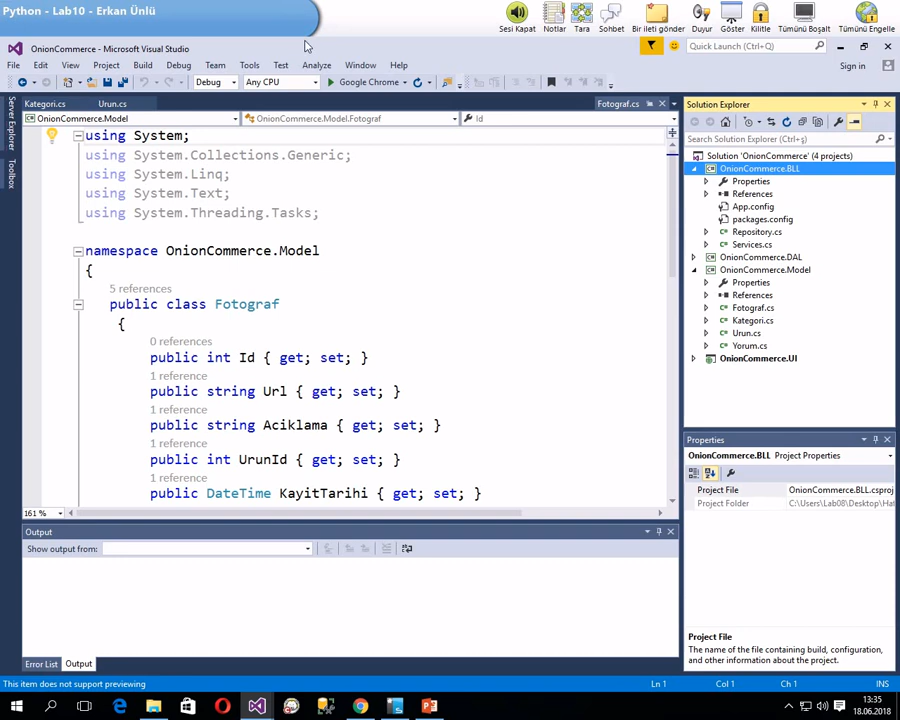 Python - Lab10 - Erkan Ünlü
Sesi Kapat
Notlar
Tara
Sohbet
Bir ileti gönder
Duyur
Göster
Kilitle
Tümünü Boşalt
Tümünü Engelle
OnionCommerce - Microsoft Visual Studio
Quick Launch (Ctrl+Q)
File Edit View Project Build Debug Team Tools Test Analyze Window Help
Sign in
Debug
Any CPU
Google Chrome
Server Explorer
Toolbox
Kategori.cs
Urun.cs
Fotograf.cs
OnionCommerce.Model
OnionCommerce.Model.Fotograf
Id
using System;
using System.Collections.Generic;
using System.Linq;
using System.Text;
using System.Threading.Tasks;
namespace OnionCommerce.Model
{
5 references
public class Fotograf
{
0 references
public int Id { get; set; }
1 reference
public string Url { get; set; }
1 reference
public string Aciklama { get; set; }
1 reference
public int UrunId { get; set; }
1 reference
public DateTime KayitTarihi { get; set; }
161 %
Output
Show output from:
Error List
Output
Solution Explorer
Search Solution Explorer (Ctrl+ş)
Solution 'OnionCommerce' (4 projects)
OnionCommerce.BLL
Properties
References
App.config
packages.config
Repository.cs
Services.cs
OnionCommerce.DAL
OnionCommerce.Model
Properties
References
Fotograf.cs
Kategori.cs
Urun.cs
Yorum.cs
OnionCommerce.UI
Properties
OnionCommerce.BLL Project Properties
Project File
OnionCommerce.BLL.csproj
Project Folder
C:\Users\Lab08\Desktop\Haf
Project File
The name of the file containing build, configuration,
and other information about the project.
This item does not support previewing
Ln 1
Col 1
Ch 1
INS
13:35
18.06.2018